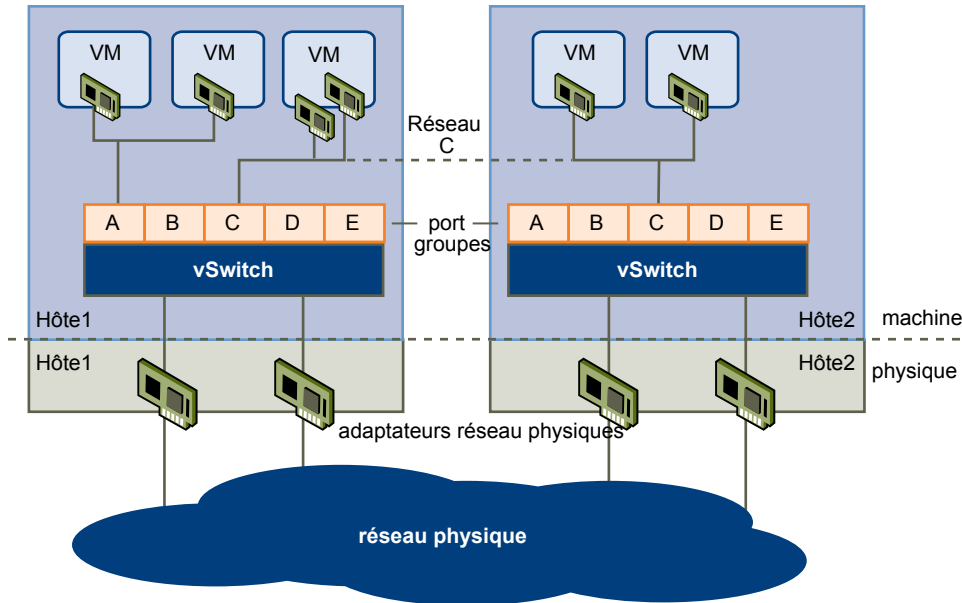 VM
VM
VM
VM
VM
Réseau
C
A
B
C
D
E
port
groupes
A
B
C
D
E
vSwitch
vSwitch
Hôte1
Hôte2
machine
Hôte1
Hôte2
physique
adaptateurs réseau physiques
réseau physique